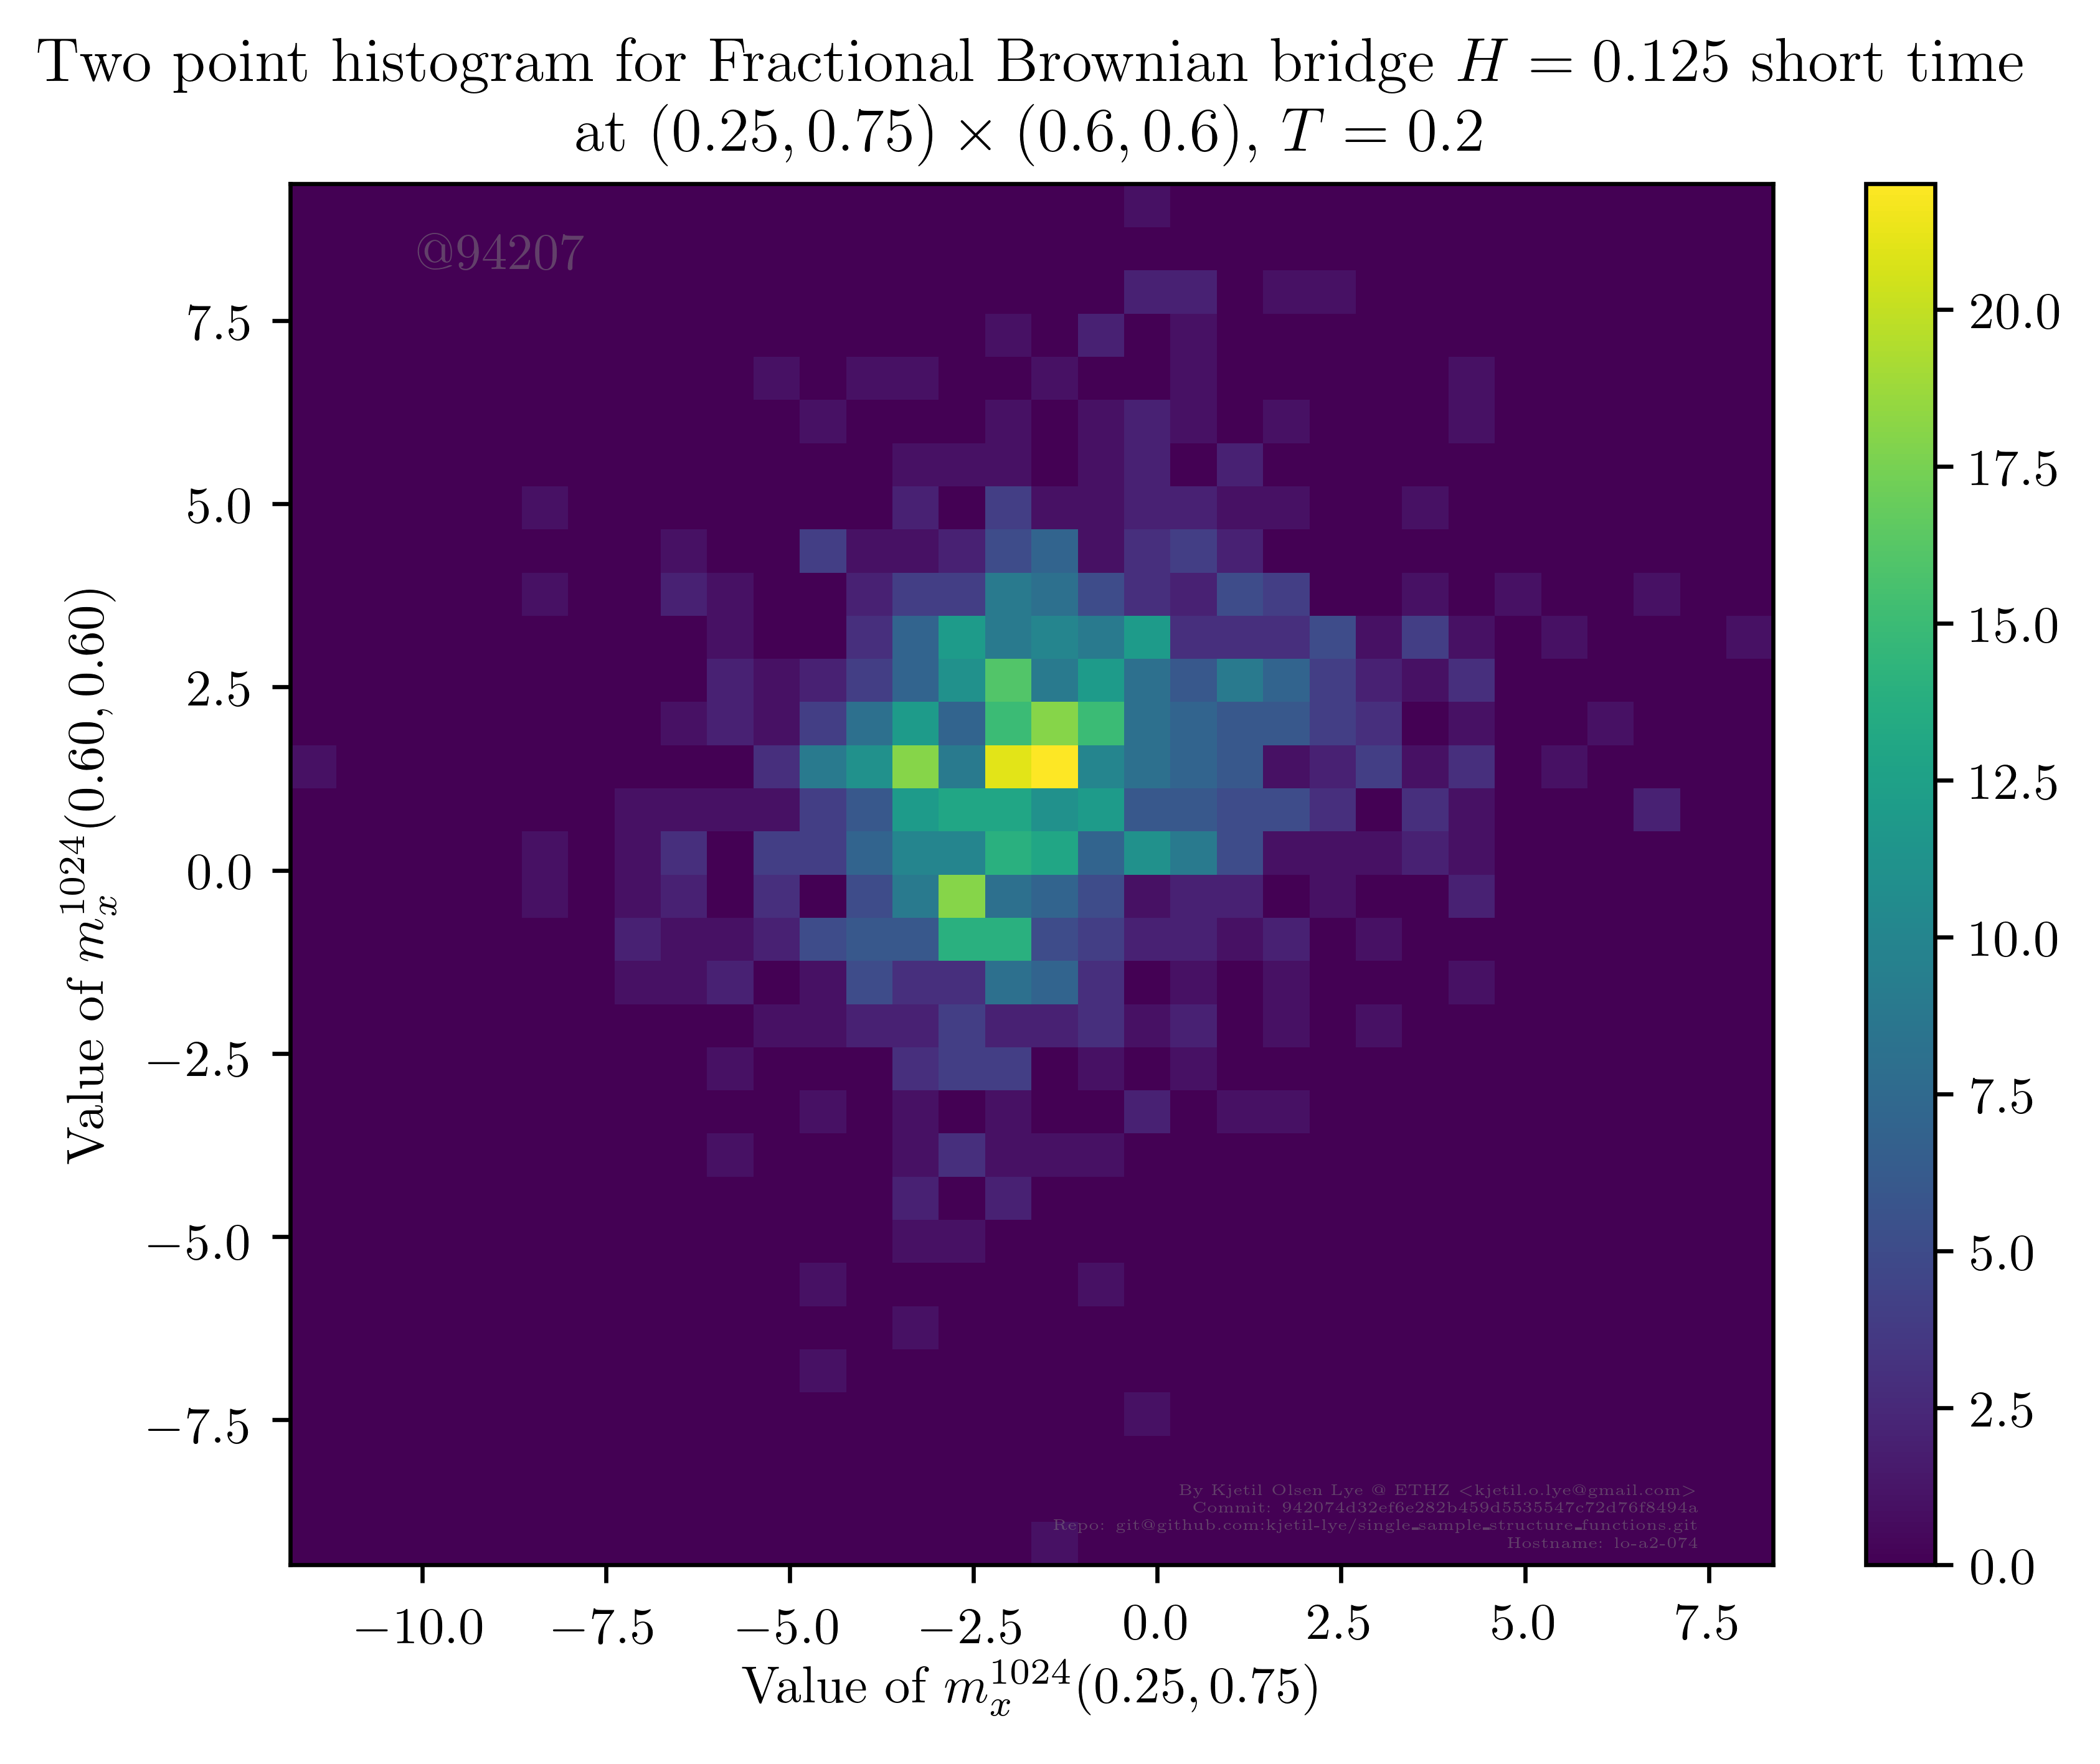 Two point histogram for Fractional Brownian bridge H = 0.125 short time
at (0.25, 0.75) × (0.6, 0.6), T = 0.2
@94207
7.5
5.0
2.5
0.0
−2.5
−5.0
−7.5
Value of m_x^1024(0.60, 0.60)
20.0
17.5
15.0
12.5
10.0
7.5
5.0
2.5
0.0
By Kjetil Olsen Lye @ ETHZ <kjetil.o.lye@gmail.com>
Commit: 942074d32ef6e282b459d5535547c72d76f8494a
Repo: git@github.com:kjetil-lye/single_sample_structure_functions.git
Hostname: lo-a2-074
−10.0 −7.5 −5.0 −2.5 0.0 2.5 5.0 7.5
Value of m_x^1024(0.25, 0.75)